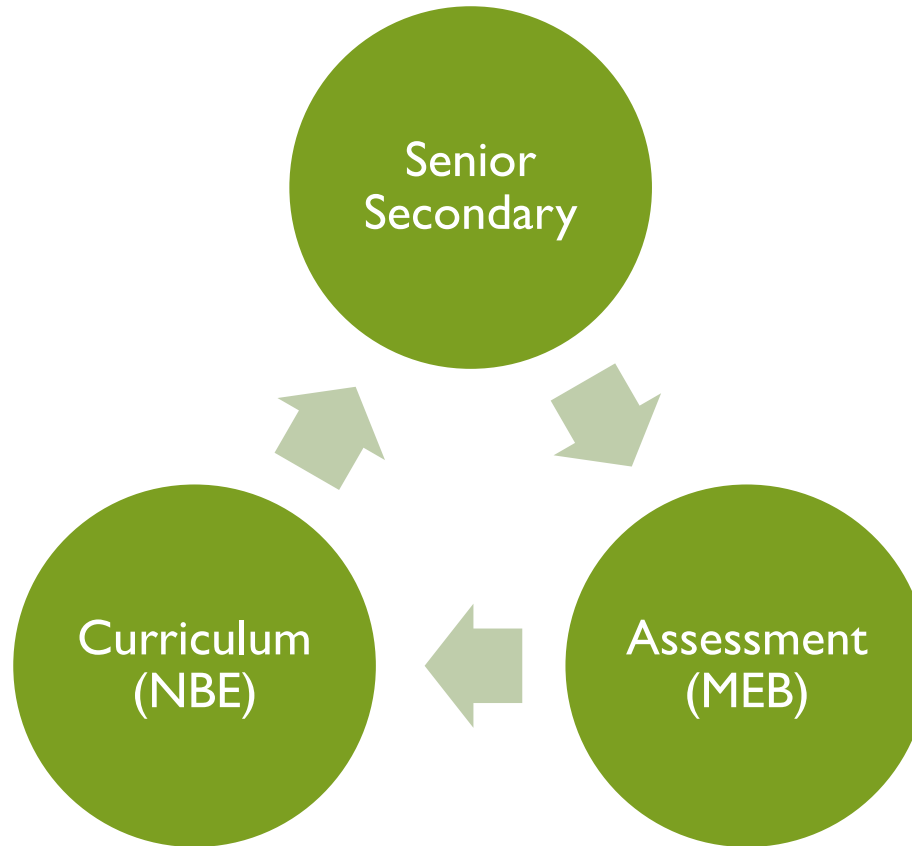 Senior
Secondary
Curriculum
(NBE)
Assessment
(MEB)